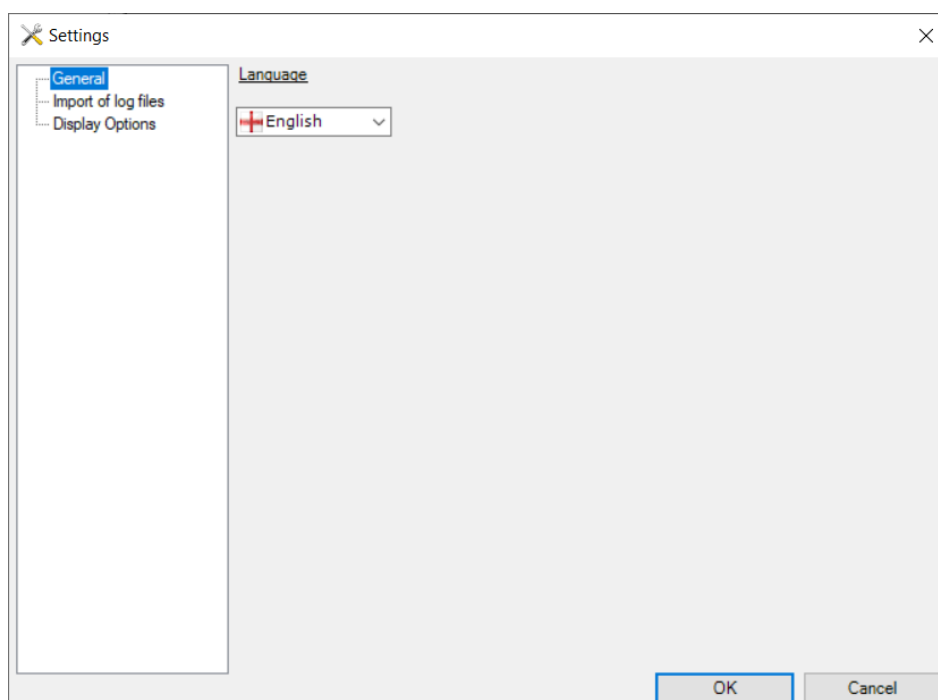 Settings
General
Import of log files
Display Options
Language
English
OK
Cancel